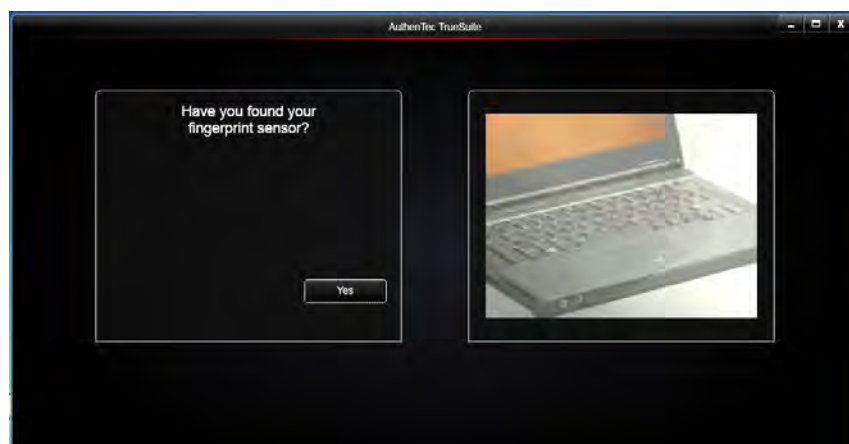 AuthenTec TrueSuite
Have you found your
fingerprint sensor?
Yes